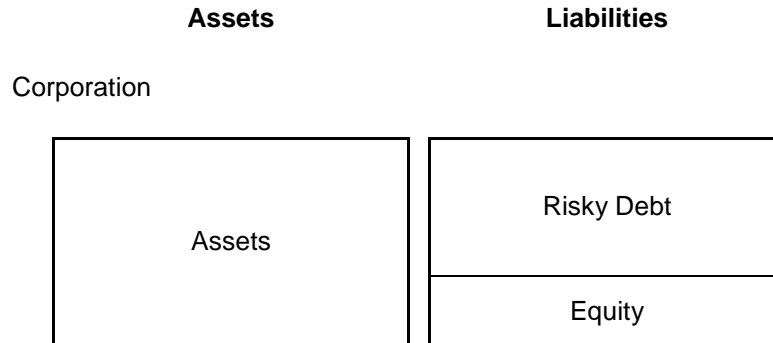 Assets Liabilities
Corporation
Risky Debt
Assets
Equity